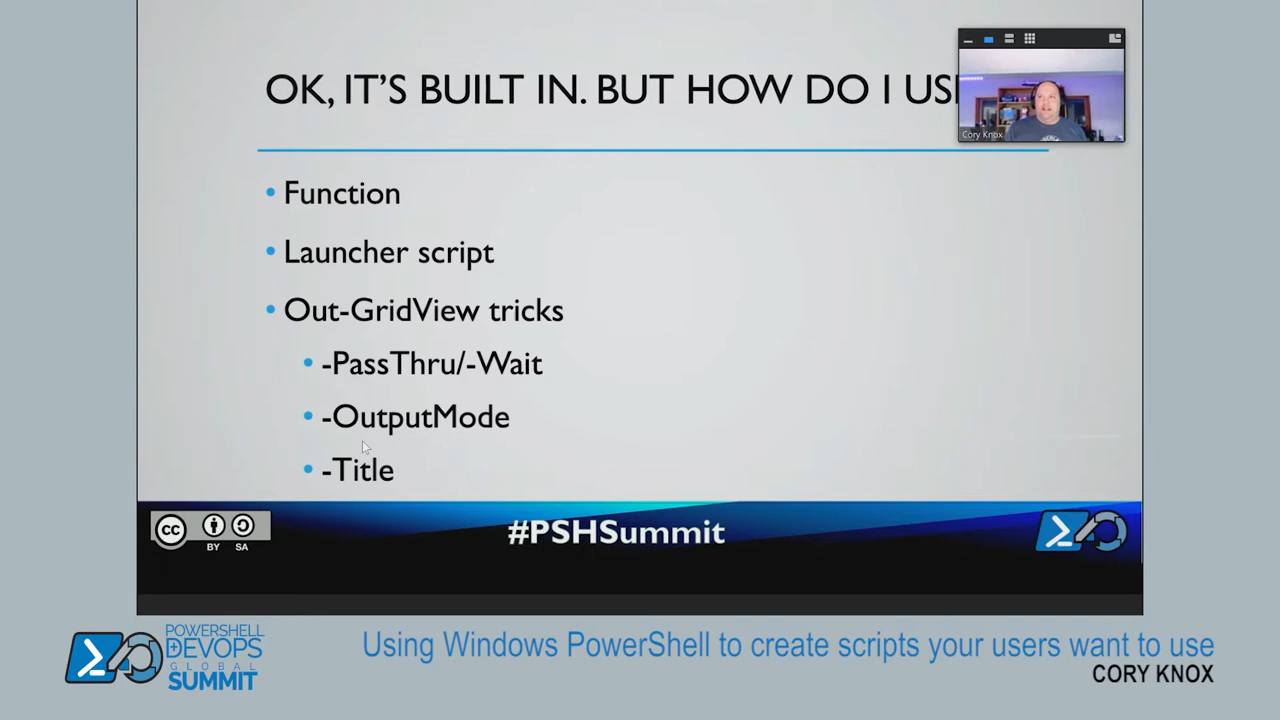 OK, IT'S BUILT IN. BUT HOW DO I US
Cory Knox
• Function
• Launcher script
• Out-GridView tricks
• -PassThru/-Wait
• -OutputMode
• -Title
cc
BY SA
#PSHSummit
POWERSHELL
DEVOPS
GLOBAL
SUMMIT
Using Windows PowerShell to create scripts your users want to use
CORY KNOX